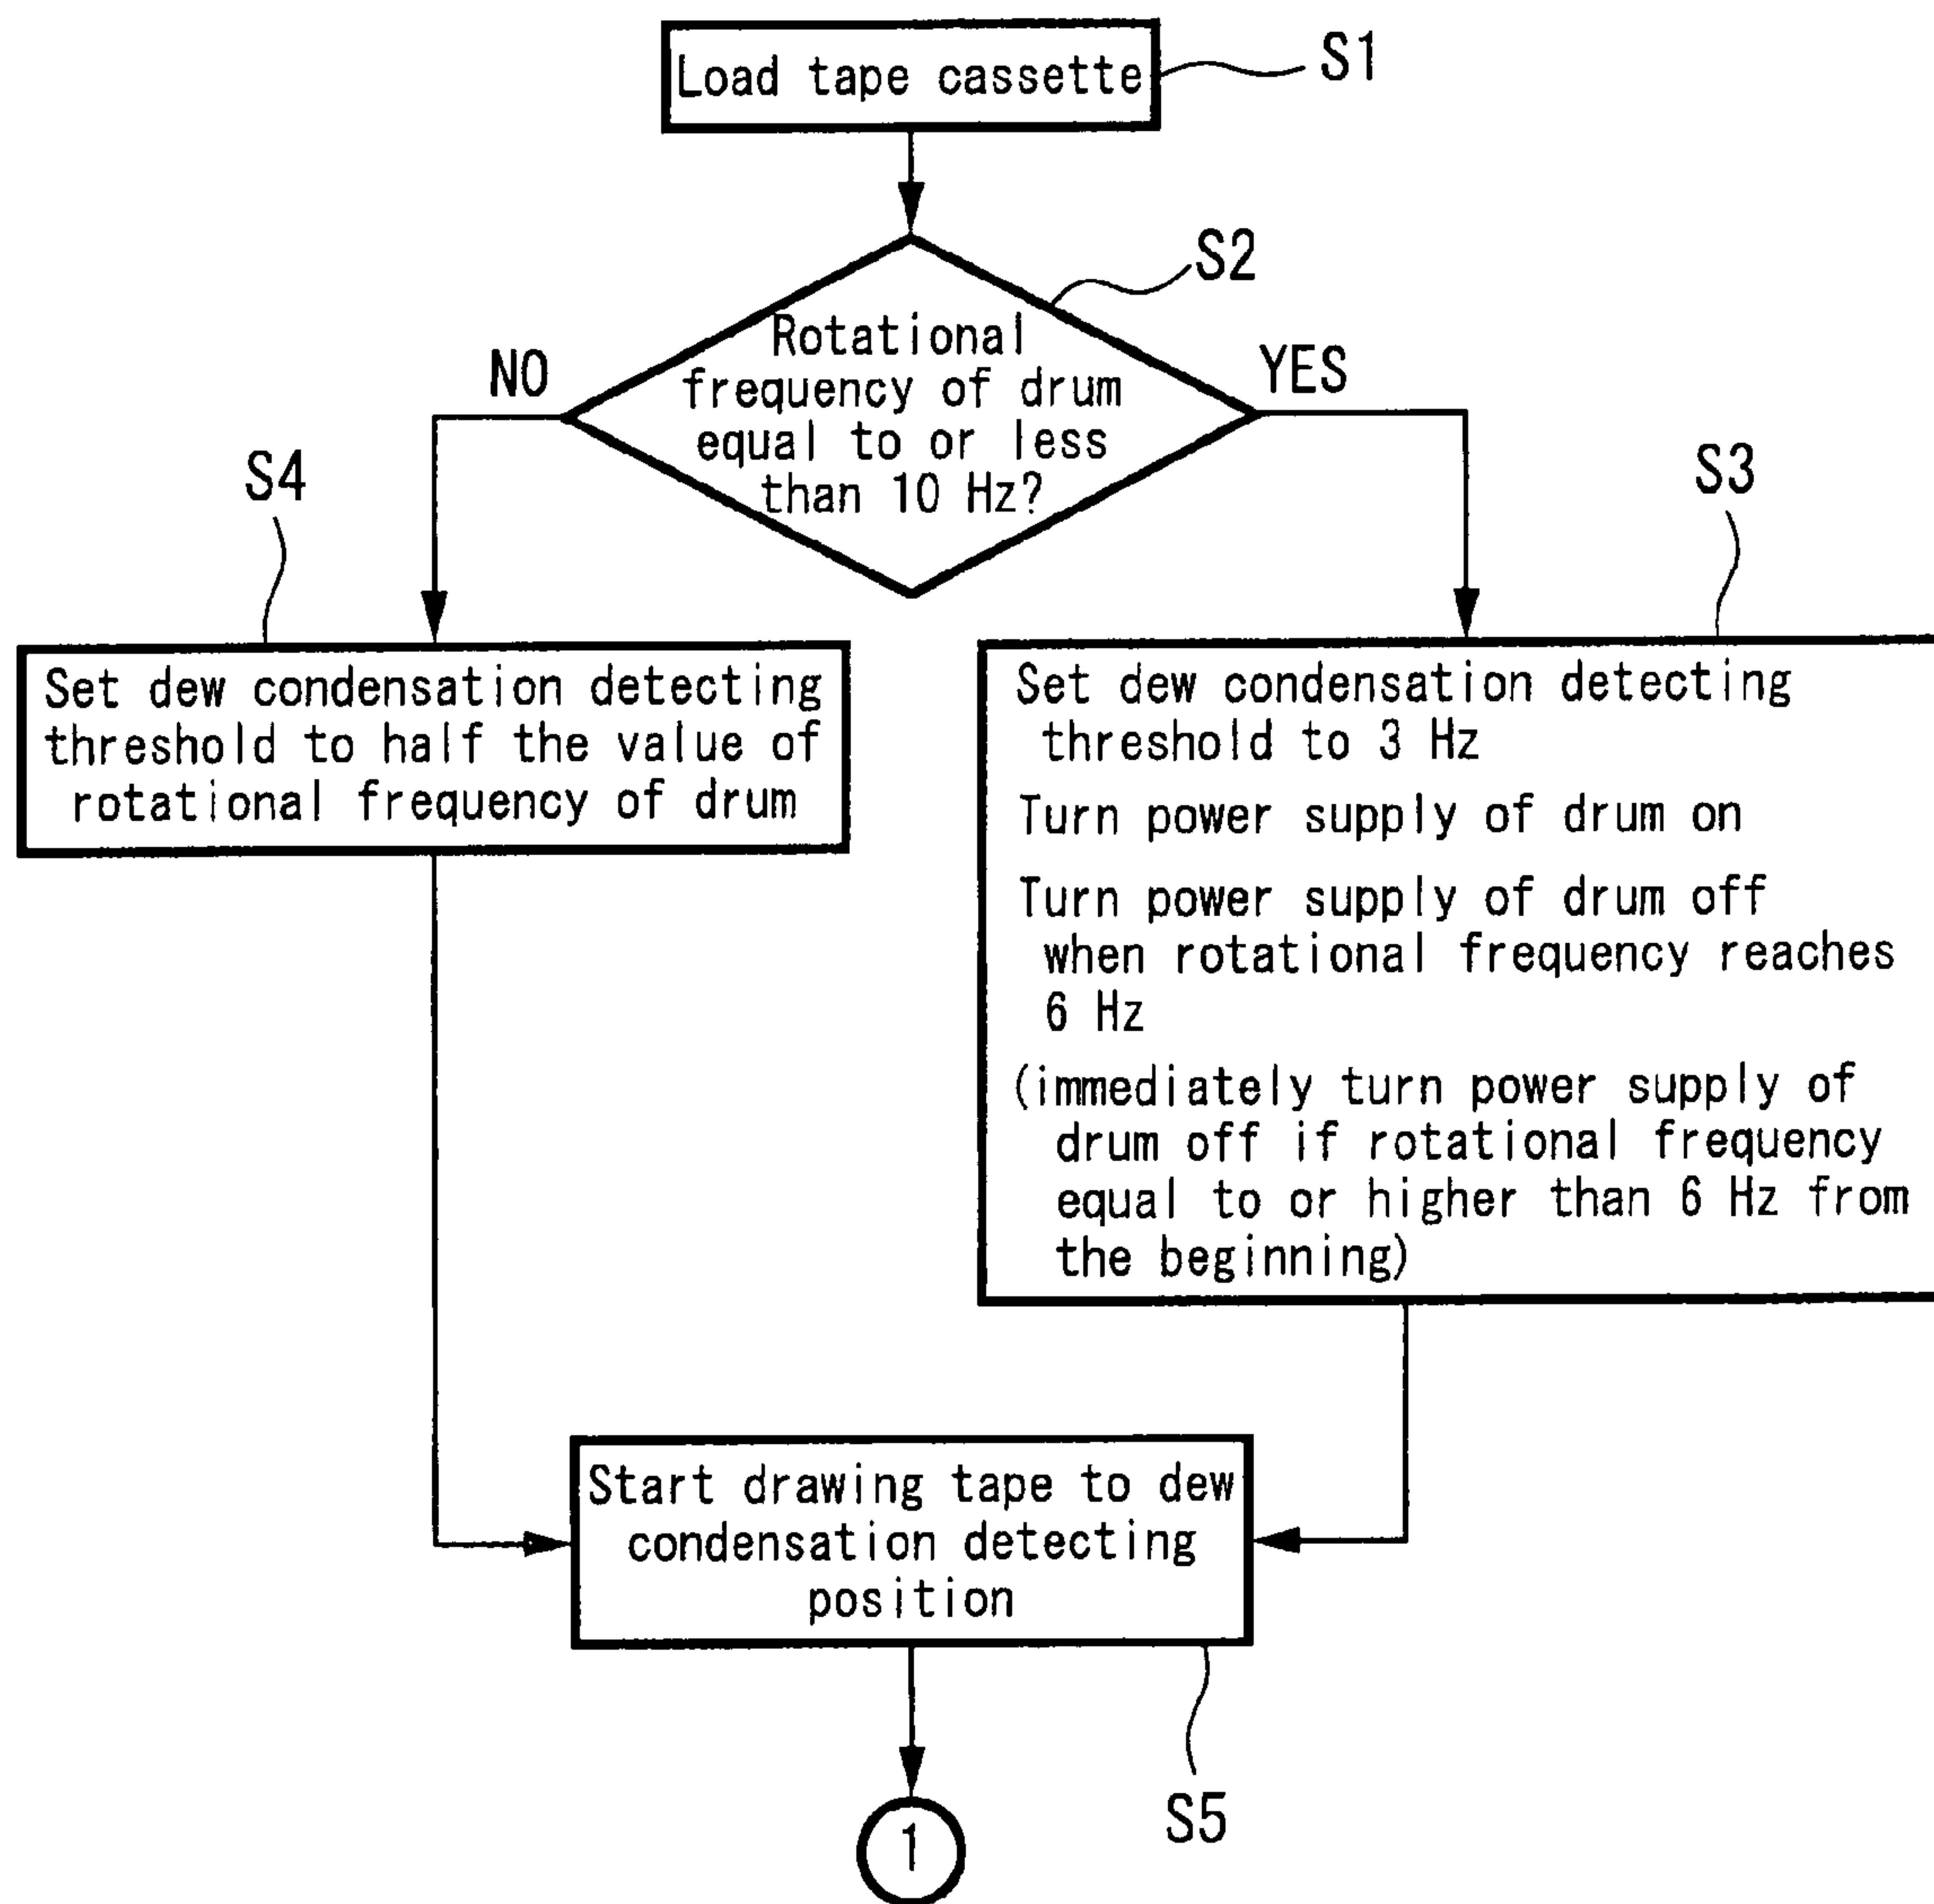 Load tape cassette
S1
S2
Rotational
frequency of drum
equal to or less
than 10 Hz?
NO
YES
S4
S3
Set dew condensation detecting
threshold to half the value of
rotational frequency of drum
Set dew condensation detecting
threshold to 3 Hz
Turn power supply of drum on
Turn power supply of drum off
when rotational frequency reaches
6 Hz
(immediately turn power supply of
drum off if rotational frequency
equal to or higher than 6 Hz from
the beginning)
Start drawing tape to dew
condensation detecting
position
S5
1